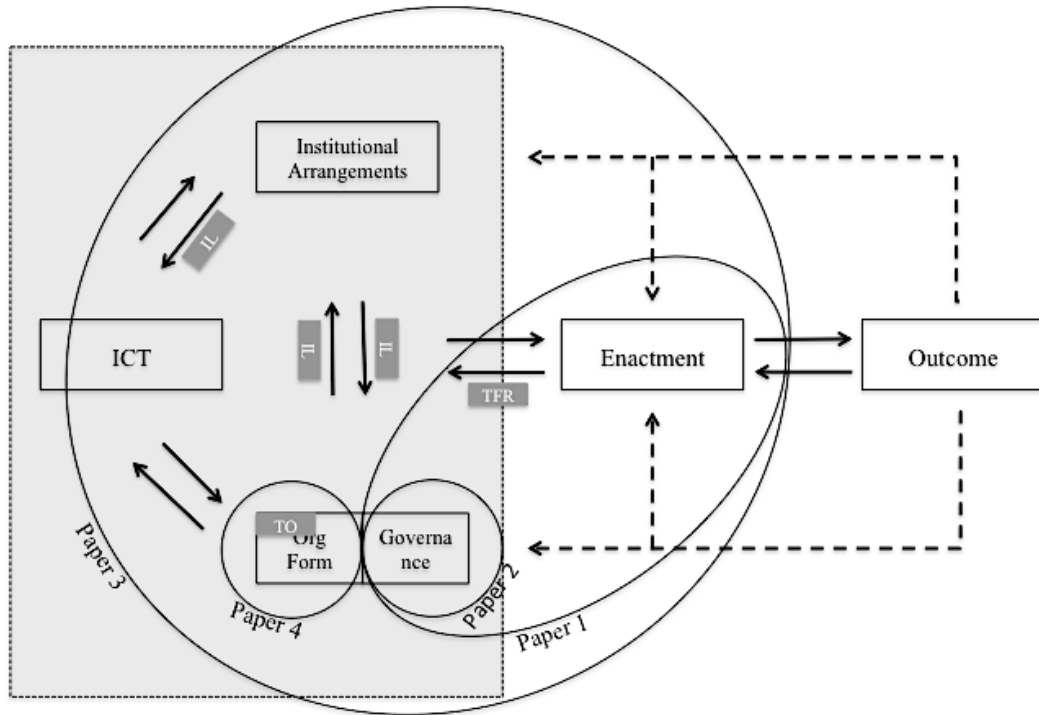 Institutional
Arrangements
IL
ICT
IL
IL
Enactment
Outcome
TFR
TO
Org
Form
Governa
nce
Paper 3
Paper 4
Paper 2
Paper 1